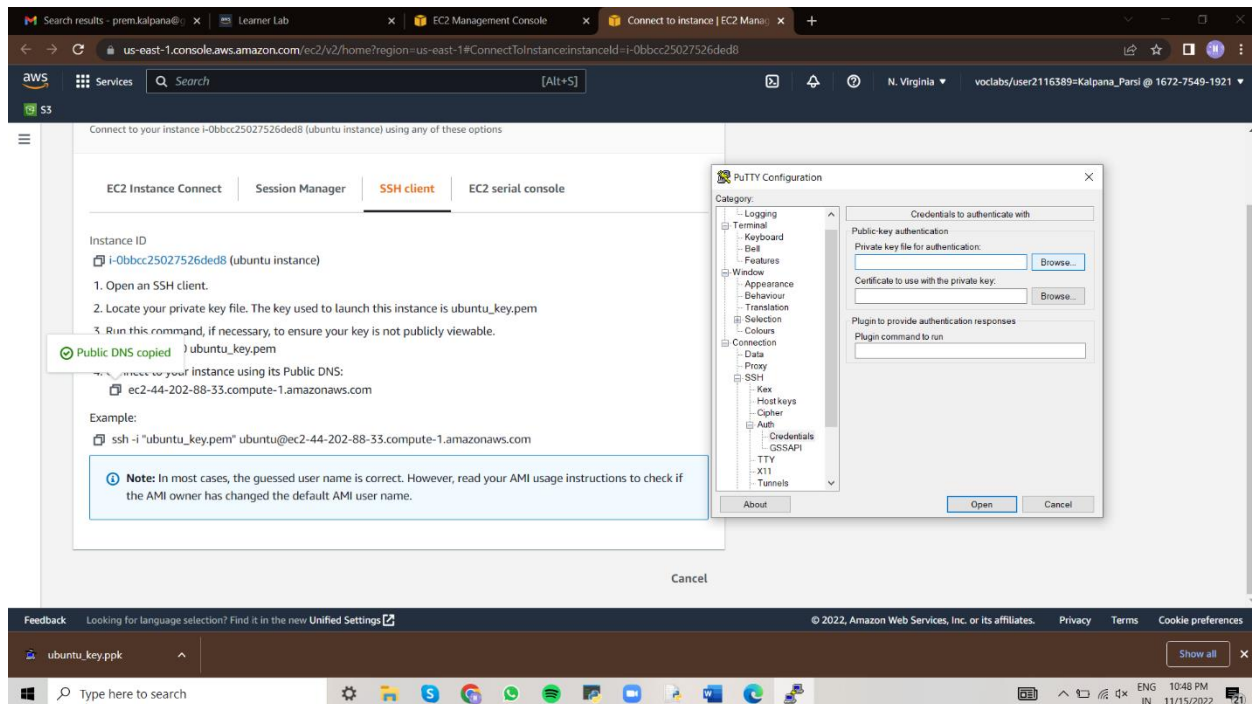 Search results - prem.kalpana@g
Learner Lab
EC2 Management Console
Connect to instance | EC2 Manag
us-east-1.console.aws.amazon.com/ec2/v2/home?region=us-east-1#ConnectToInstance:instanceId=i-0bbcc25027526ded8
aws
Services
Search
[Alt+S]
N. Virginia
voclabs/user2116389=Kalpana_Parsi @ 1672-7549-1921
S3
Connect to your instance i-0bbcc25027526ded8 (ubuntu instance) using any of these options
EC2 Instance Connect
Session Manager
SSH client
EC2 serial console
Instance ID
i-0bbcc25027526ded8 (ubuntu instance)
1. Open an SSH client.
2. Locate your private key file. The key used to launch this instance is ubuntu_key.pem
3. Run this command, if necessary, to ensure your key is not publicly viewable.
ubuntu_key.pem
Public DNS copied
to your instance using its Public DNS:
ec2-44-202-88-33.compute-1.amazonaws.com
Example:
ssh -i "ubuntu_key.pem" ubuntu@ec2-44-202-88-33.compute-1.amazonaws.com
Note: In most cases, the guessed user name is correct. However, read your AMI usage instructions to check if
the AMI owner has changed the default AMI user name.
Cancel
PuTTY Configuration
Category:
Logging
Terminal
Keyboard
Bell
Features
Window
Appearance
Behaviour
Translation
Selection
Colours
Connection
Data
Proxy
SSH
Kex
Host keys
Cipher
Auth
Credentials
GSSAPI
TTY
X11
Tunnels
Credentials to authenticate with
Public-key authentication
Private key file for authentication:
Browse...
Certificate to use with the private key:
Browse...
Plugin to provide authentication responses
Plugin command to run
About
Open
Cancel
Feedback
Looking for language selection? Find it in the new Unified Settings
© 2022, Amazon Web Services, Inc. or its affiliates.
Privacy
Terms
Cookie preferences
ubuntu_key.ppk
Show all
Type here to search
ENG
IN
10:48 PM
11/15/2022
21